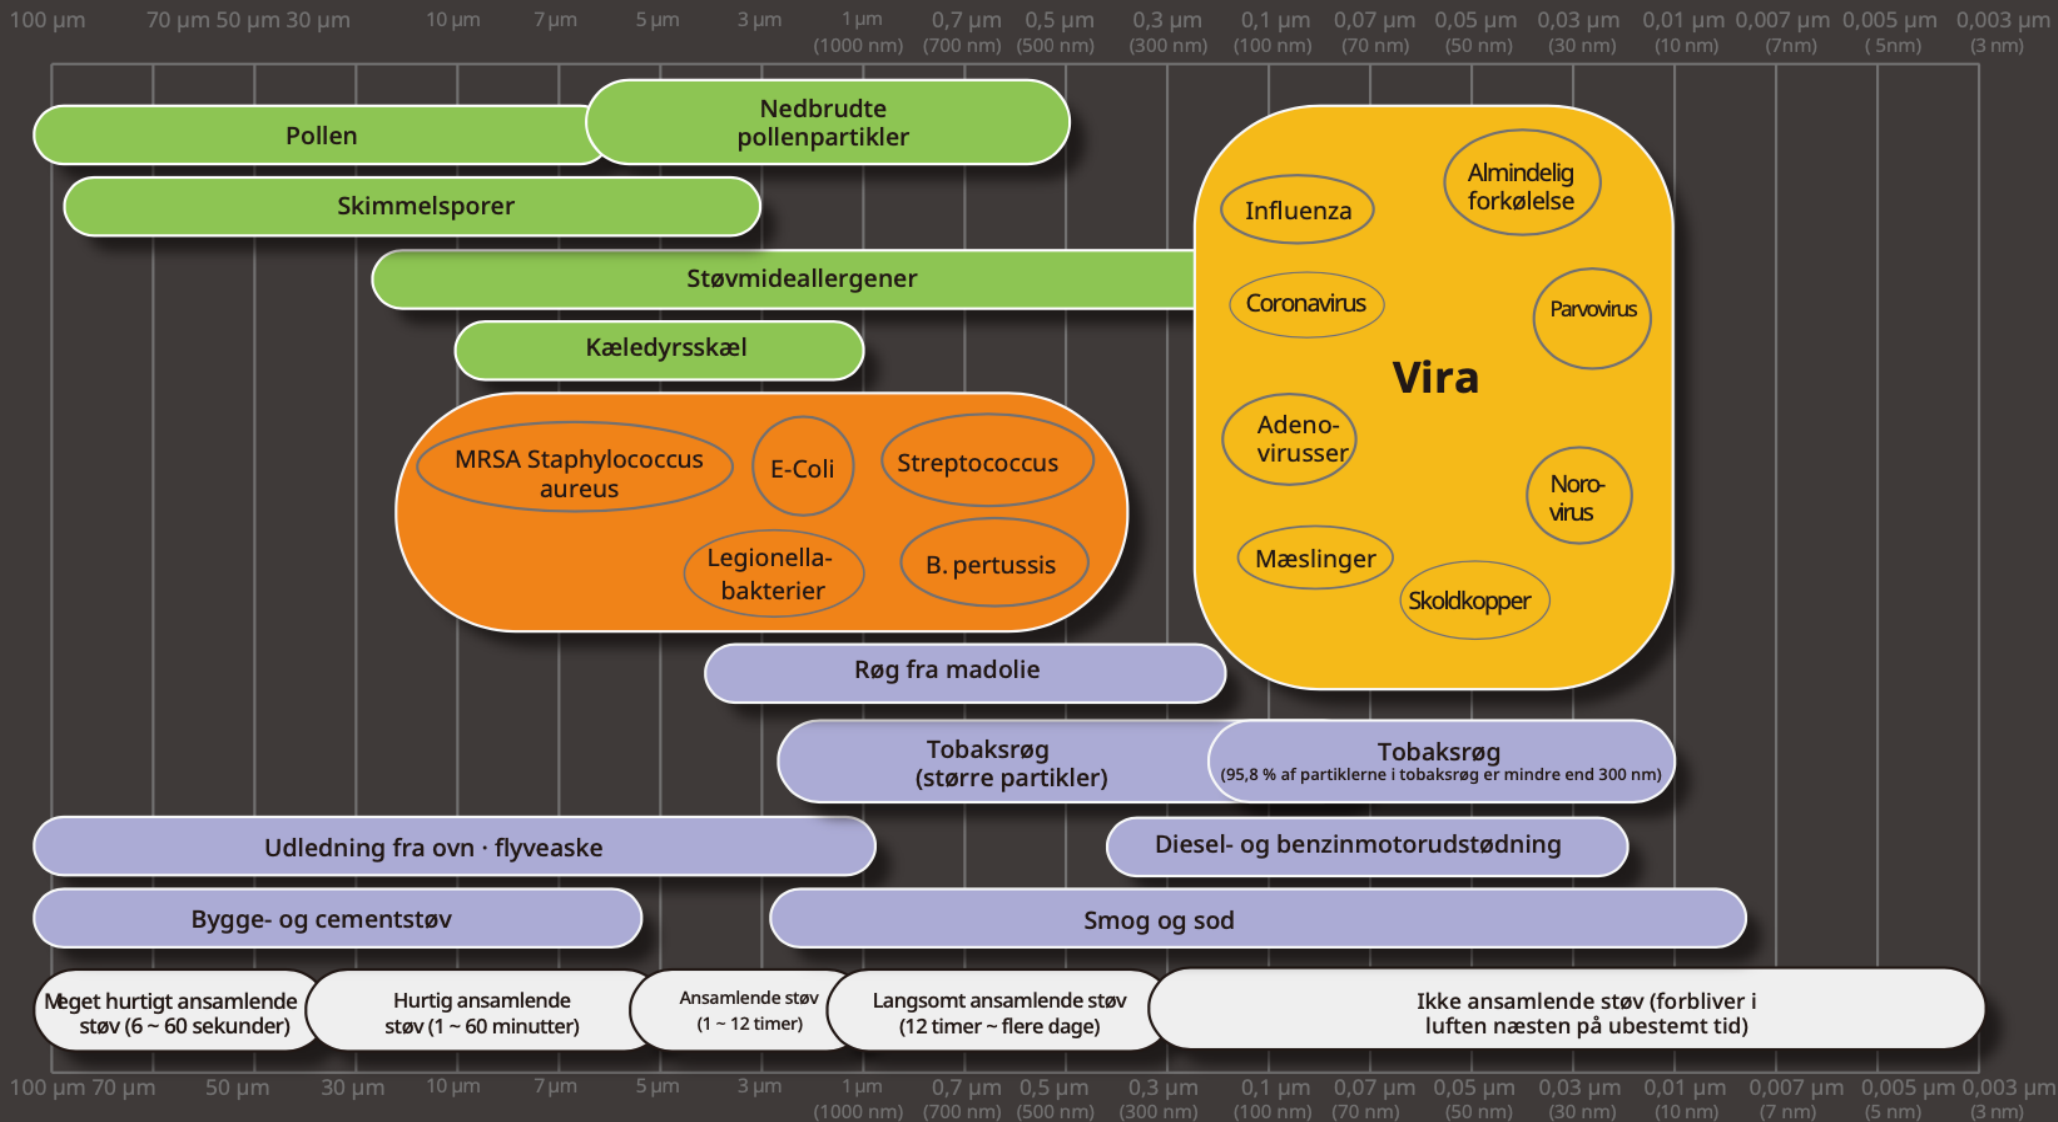 100 µm 70 µm 50 µm 30 µm 10 µm 7 µm 5 µm 3 µm 1 µm 0,7 µm 0,5 µm 0,3 µm 0,1 µm 0,07 µm 0,05 µm 0,03 µm 0,01 µm 0,007 µm 0,005 µm 0,003 µm
(1000 nm) (700 nm) (500 nm) (300 nm) (100 nm) (70 nm) (50 nm) (30 nm) (10 nm) (7nm) ( 5nm) (3 nm)
Pollen
Nedbrudte
pollenpartikler
Skimmelsporer
Støvmideallergener
Kæledyrsskæl
MRSA Staphylococcus
aureus
E-Coli
Streptococcus
Legionella-
bakterier
B. pertussis
Influenza
Almindelig
forkølelse
Coronavirus
Parvovirus
Vira
Adeno-
virusser
Noro-
virus
Mæslinger
Skoldkopper
Røg fra madolie
Tobaksrøg
(større partikler)
Tobaksrøg
(95,8 % af partiklerne i tobaksrøg er mindre end 300 nm)
Udledning fra ovn · flyveaske
Diesel- og benzinmotorudstødning
Bygge- og cementstøv
Smog og sod
Meget hurtigt ansamlende
støv (6 ~ 60 sekunder)
Hurtig ansamlende
støv (1 ~ 60 minutter)
Ansamlende støv
(1 ~ 12 timer)
Langsomt ansamlende støv
(12 timer ~ flere dage)
Ikke ansamlende støv (forbliver i
luften næsten på ubestemt tid)
100 µm 70 µm 50 µm 30 µm 10 µm 7 µm 5 µm 3 µm 1 µm 0,7 µm 0,5 µm 0,3 µm 0,1 µm 0,07 µm 0,05 µm 0,03 µm 0,01 µm 0,007 µm 0,005 µm 0,003 µm
(1000 nm) (700 nm) (500 nm) (300 nm) (100 nm) (70 nm) (50 nm) (30 nm) (10 nm) (7 nm) (5 nm) (3 nm)